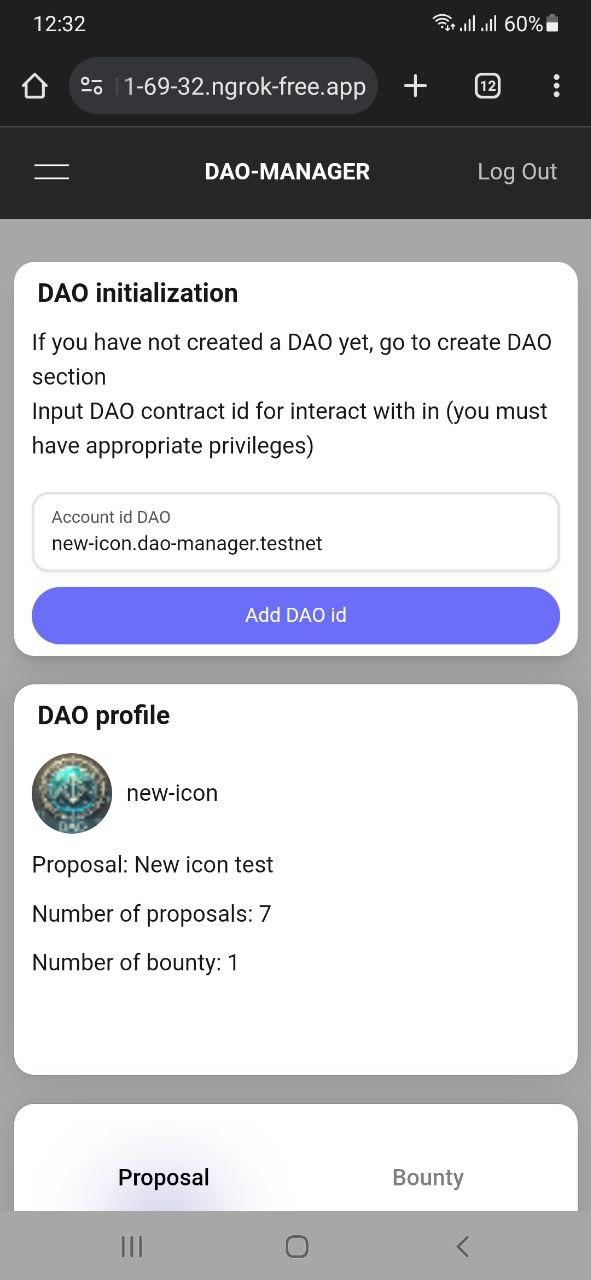 12:32
60%
1-69-32.ngrok-free.app
12
DAO-MANAGER
Log Out
DAO initialization
If you have not created a DAO yet, go to create DAO
section
Input DAO contract id for interact with in (you must
have appropriate privileges)
Account id DAO
new-icon.dao-manager.testnet
Add DAO id
DAO profile
DAO
new-icon
Proposal: New icon test
Number of proposals: 7
Number of bounty: 1
Proposal
Bounty